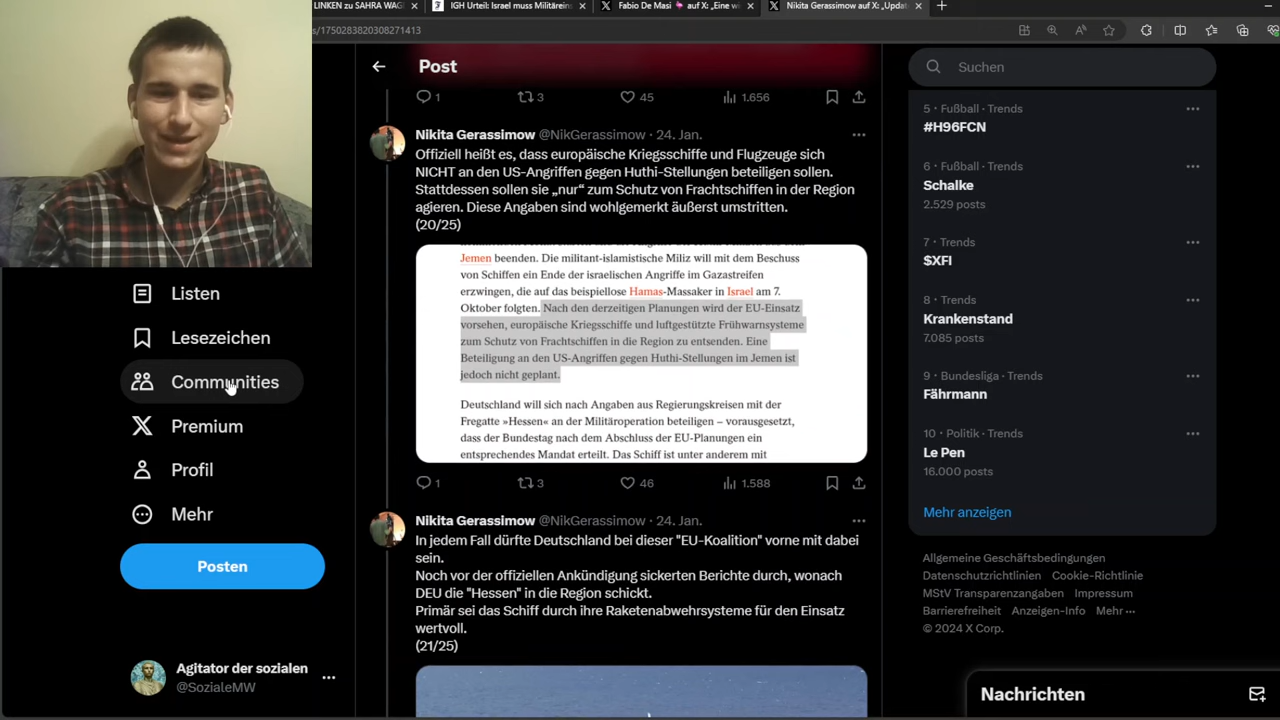 LINKEN zu SAHRA WAG
IGH Urteil: Israel muss Militärein
Fabio De Masi 🦩 auf X: „Eine wi
Nikita Gerassimow auf X: „Updat
s/1750283820308271413
Post
1 3 45 1.656
Nikita Gerassimow @NikGerassimow · 24. Jan.
Offiziell heißt es, dass europäische Kriegsschiffe und Flugzeuge sich
NICHT an den US-Angriffen gegen Huthi-Stellungen beteiligen sollen.
Stattdessen sollen sie „nur“ zum Schutz von Frachtschiffen in der Region
agieren. Diese Angaben sind wohlgemerkt äußerst umstritten.
(20/25)
Jemen beenden. Die militant-islamistische Miliz will mit dem Beschuss
von Schiffen ein Ende der israelischen Angriffe im Gazastreifen
erzwingen, die auf das beispiellose Hamas-Massaker in Israel am 7.
Oktober folgten. Nach den derzeitigen Planungen wird der EU-Einsatz
vorsehen, europäische Kriegsschiffe und luftgestützte Frühwarnsysteme
zum Schutz von Frachtschiffen in die Region zu entsenden. Eine
Beteiligung an den US-Angriffen gegen Huthi-Stellungen im Jemen ist
jedoch nicht geplant.
Deutschland will sich nach Angaben aus Regierungskreisen mit der
Fregatte »Hessen« an der Militäroperation beteiligen – vorausgesetzt,
dass der Bundestag nach dem Abschluss der EU-Planungen ein
entsprechendes Mandat erteilt. Das Schiff ist unter anderem mit
1 3 46 1.588
Nikita Gerassimow @NikGerassimow · 24. Jan.
In jedem Fall dürfte Deutschland bei dieser "EU-Koalition" vorne mit dabei
sein.
Noch vor der offiziellen Ankündigung sickerten Berichte durch, wonach
DEU die "Hessen" in die Region schickt.
Primär sei das Schiff durch ihre Raketenabwehrsysteme für den Einsatz
wertvoll.
(21/25)
Listen
Lesezeichen
Communities
Premium
Profil
Mehr
Posten
Agitator der sozialen
@SozialeMW
Suchen
5 · Fußball · Trends
#H96FCN
6 · Fußball · Trends
Schalke
2.529 posts
7 · Trends
$XFI
8 · Trends
Krankenstand
7.085 posts
9 · Bundesliga · Trends
Fährmann
10 · Politik · Trends
Le Pen
16.000 posts
Mehr anzeigen
Allgemeine Geschäftsbedingungen
Datenschutzrichtlinien Cookie-Richtlinie
MStV Transparenzangaben Impressum
Barrierefreiheit Anzeigen-Info Mehr ···
© 2024 X Corp.
Nachrichten